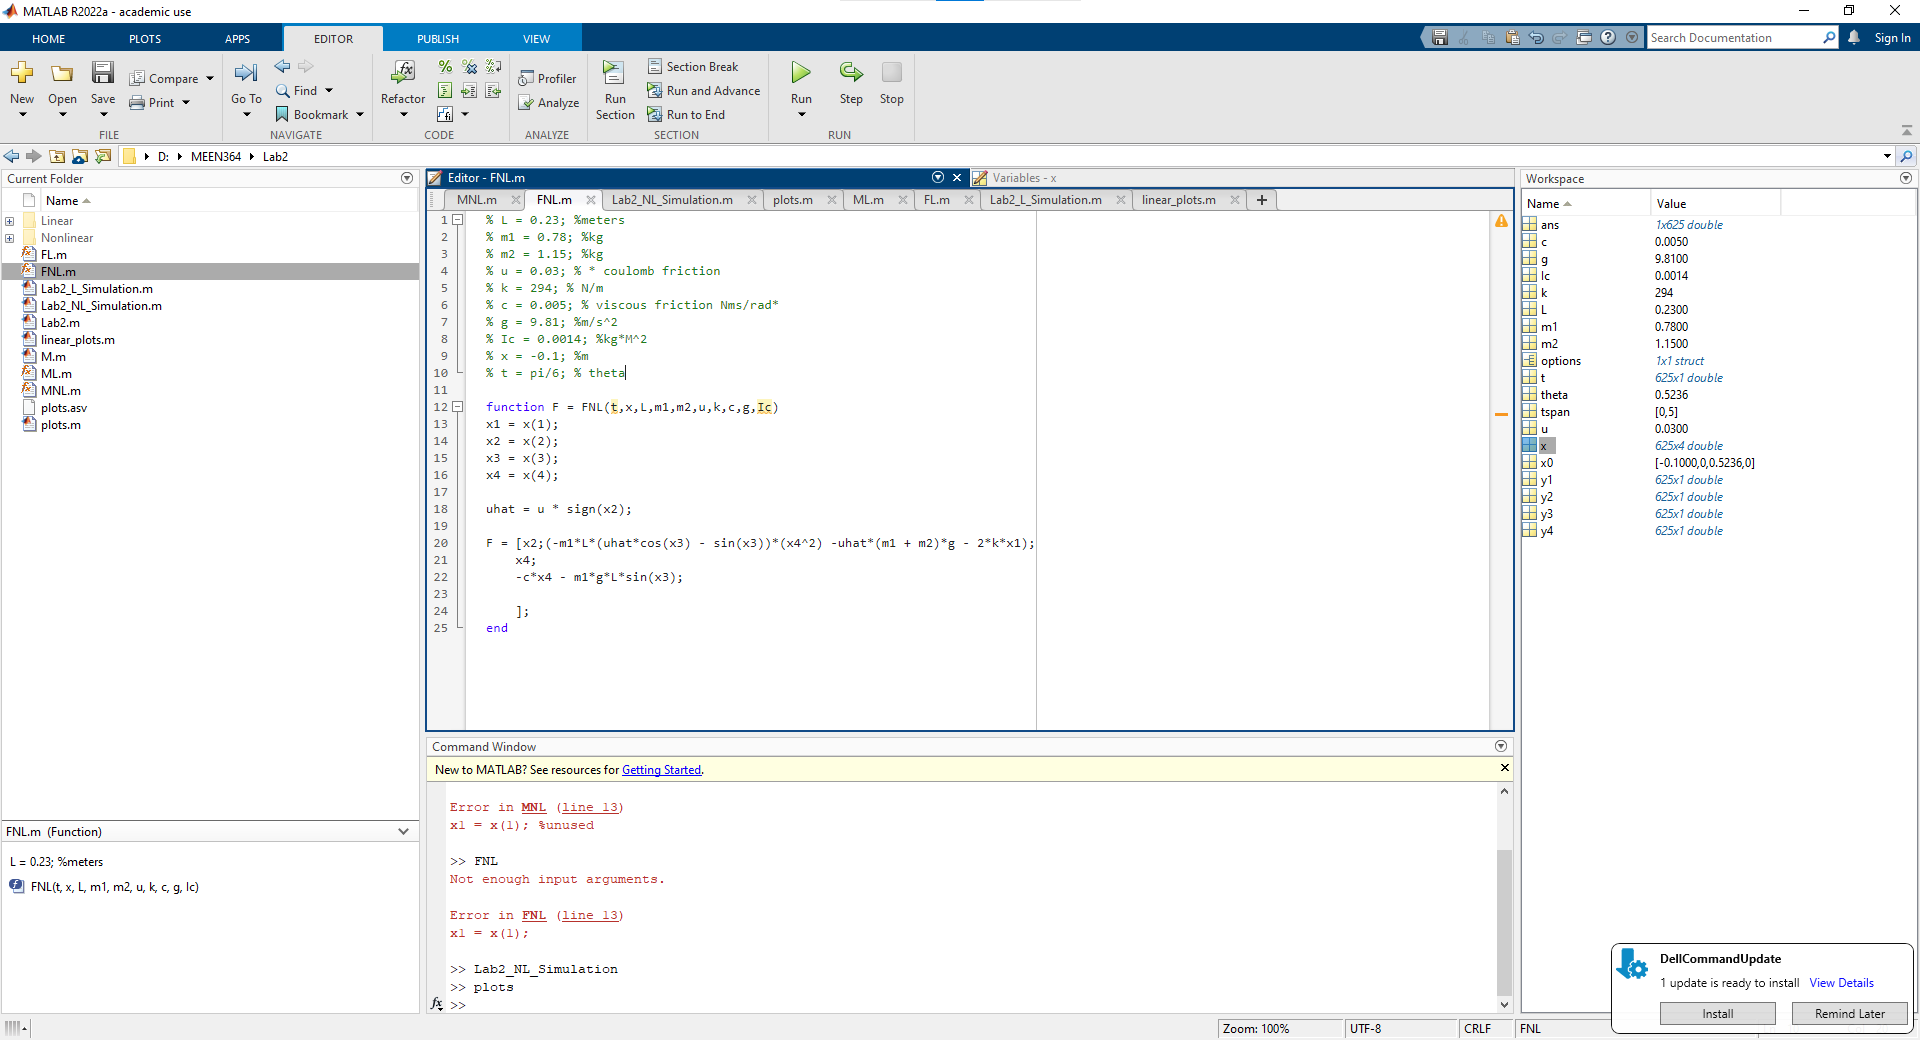 MATLAB R2022a - academic use
HOME PLOTS APPS EDITOR PUBLISH VIEW
Search Documentation
Sign In
New Open Save Compare Print
FILE
Go To Find Bookmark
NAVIGATE
Refactor
CODE
Profiler Analyze
ANALYZE
Run Section Section Break
Run and Advance
Run to End
SECTION
Run Step Stop
RUN
D: MEEN364 Lab2
Current Folder
Name
Linear
Nonlinear
FL.m
FNL.m
Lab2_L_Simulation.m
Lab2_NL_Simulation.m
Lab2.m
linear_plots.m
M.m
ML.m
MNL.m
plots.asv
plots.m
FNL.m (Function)
L = 0.23; %meters
FNL(t, x, L, m1, m2, u, k, c, g, Ic)
Editor - FNL.m
Variables - x
MNL.m FNL.m Lab2_NL_Simulation.m plots.m ML.m FL.m Lab2_L_Simulation.m linear_plots.m
1 % L = 0.23; %meters
2 % m1 = 0.78; %kg
3 % m2 = 1.15; %kg
4 % u = 0.03; % * coulomb friction
5 % k = 294; % N/m
6 % c = 0.005; % viscous friction Nms/rad*
7 % g = 9.81; %m/s^2
8 % Ic = 0.0014; %kg*M^2
9 % x = -0.1; %m
10 % t = pi/6; % theta
11
12 function F = FNL(t,x,L,m1,m2,u,k,c,g,Ic)
13 x1 = x(1);
14 x2 = x(2);
15 x3 = x(3);
16 x4 = x(4);
17
18 uhat = u * sign(x2);
19
20 F = [x2;(-m1*L*(uhat*cos(x3) - sin(x3))*(x4^2) -uhat*(m1 + m2)*g - 2*k*x1);
21 x4;
22 -c*x4 - m1*g*L*sin(x3);
23
24 ];
25 end
Command Window
New to MATLAB? See resources for Getting Started.
Error in MNL (line 13)
x1 = x(1); %unused
>> FNL
Not enough input arguments.
Error in FNL (line 13)
x1 = x(1);
>> Lab2_NL_Simulation
>> plots
fx >>
Workspace
Name Value
ans 1x625 double
c 0.0050
g 9.8100
Ic 0.0014
k 294
L 0.2300
m1 0.7800
m2 1.1500
options 1x1 struct
t 625x1 double
theta 0.5236
tspan [0,5]
u 0.0300
x 625x4 double
x0 [-0.1000,0,0.5236,0]
y1 625x1 double
y2 625x1 double
y3 625x1 double
y4 625x1 double
DellCommandUpdate
1 update is ready to install View Details
Install Remind Later
Zoom: 100% UTF-8 CRLF FNL